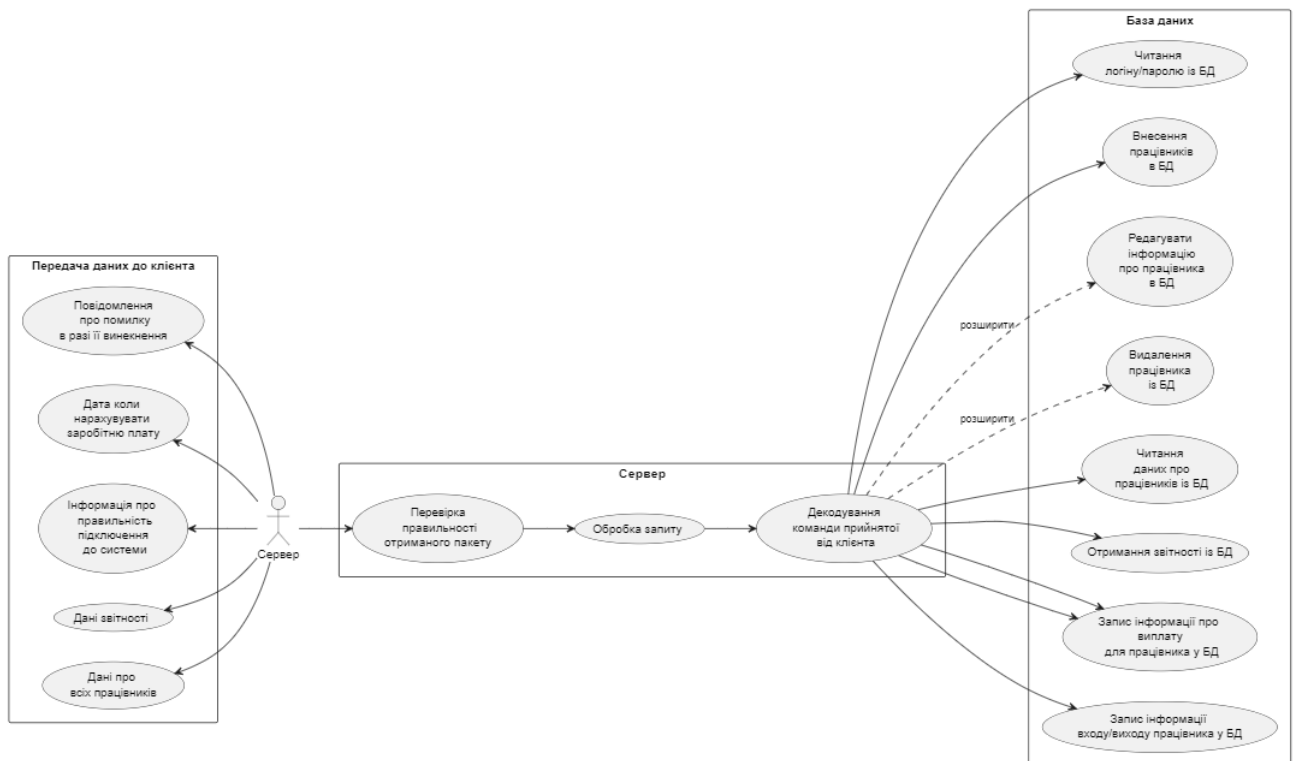 База даних
Читання
логіну/паролю із БД
Внесення
працівників
в БД
Редагувати
інформацію
про працівника
в БД
розширити
Видалення
працівника
із БД
розширити
Читання
даних про
працівників із БД
Отримання звітності із БД
Запис інформації про
виплату
для працівника у БД
Запис інформації
входу/виходу працівника у БД
Передача даних до клієнта
Повідомлення
про помилку
в разі її винекнення
Дата коли
нарахувувати
заробітню плату
Інформація про
правильність
підключення
до системи
Дані звітності
Дані про
всіх працівників
Сервер
Сервер
Перевірка
правильності
отриманого пакету
Обробка запиту
Декодування
команди прийнятої
від клієнта